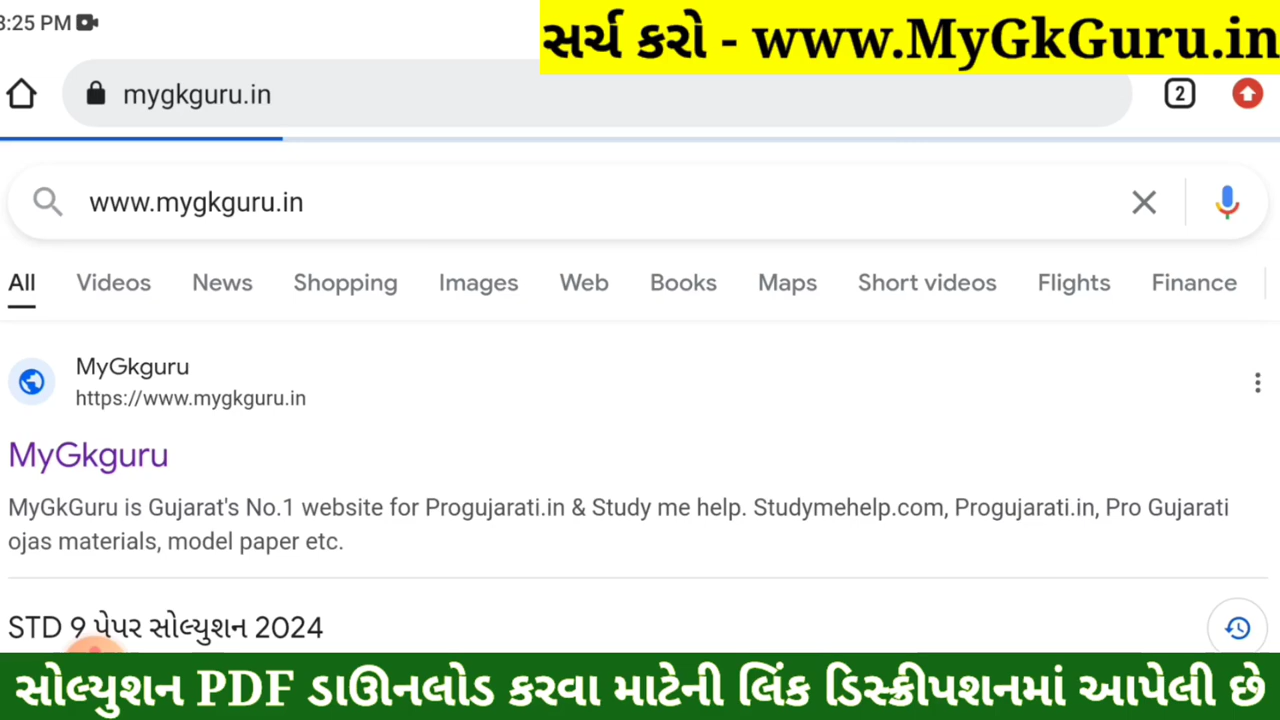 3:25 PM
સર્ચ કરો - www.MyGkGuru.in
mygkguru.in
2
www.mygkguru.in
All Videos News Shopping Images Web Books Maps Short videos Flights Finance
MyGkguru
https://www.mygkguru.in
MyGkguru
MyGkGuru is Gujarat's No.1 website for Progujarati.in & Study me help. Studymehelp.com, Progujarati.in, Pro Gujarati
ojas materials, model paper etc.
STD 9 પેપર સોલ્યુશન 2024
સોલ્યુશન PDF ડાઊનલોડ કરવા માટેની લિંક ડિસ્ક્રીપશનમાં આપેલી છે